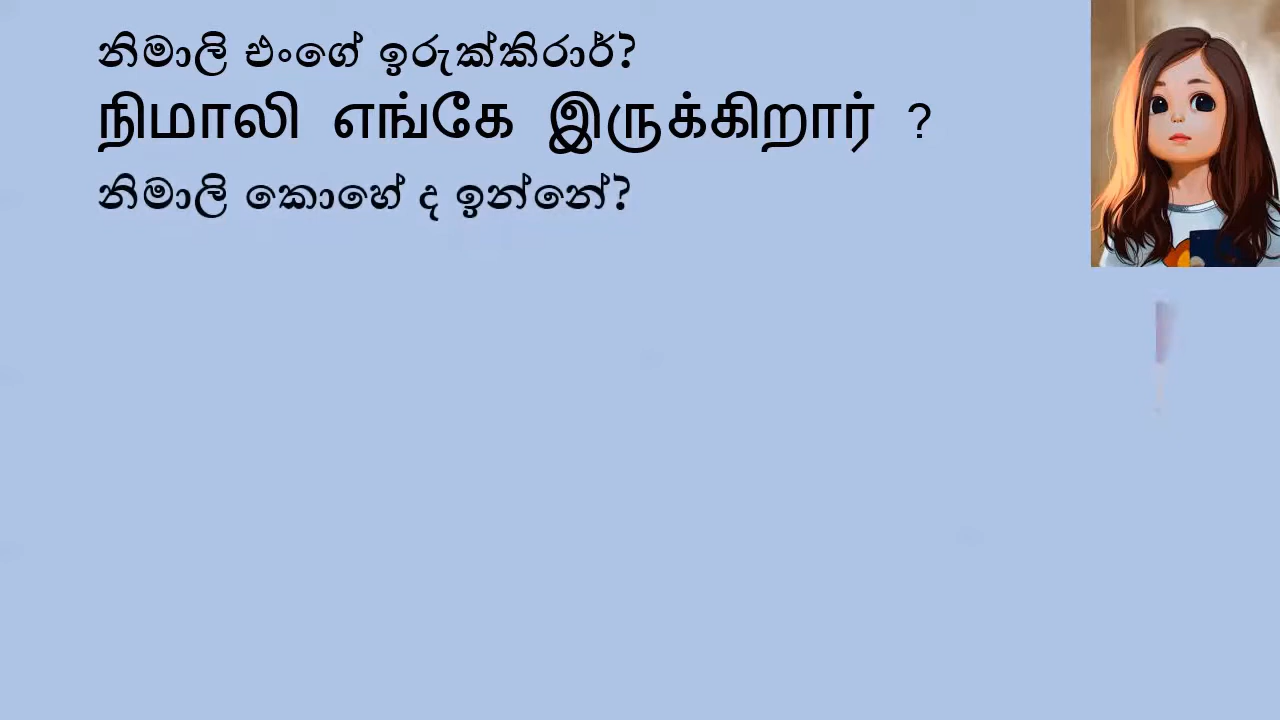 නිමාලි එංගේ ඉරුක්කිරාර්?
நிமாலி எங்கே இருக்கிறார் ?
නිමාලි කොහේ ද ඉන්නේ?